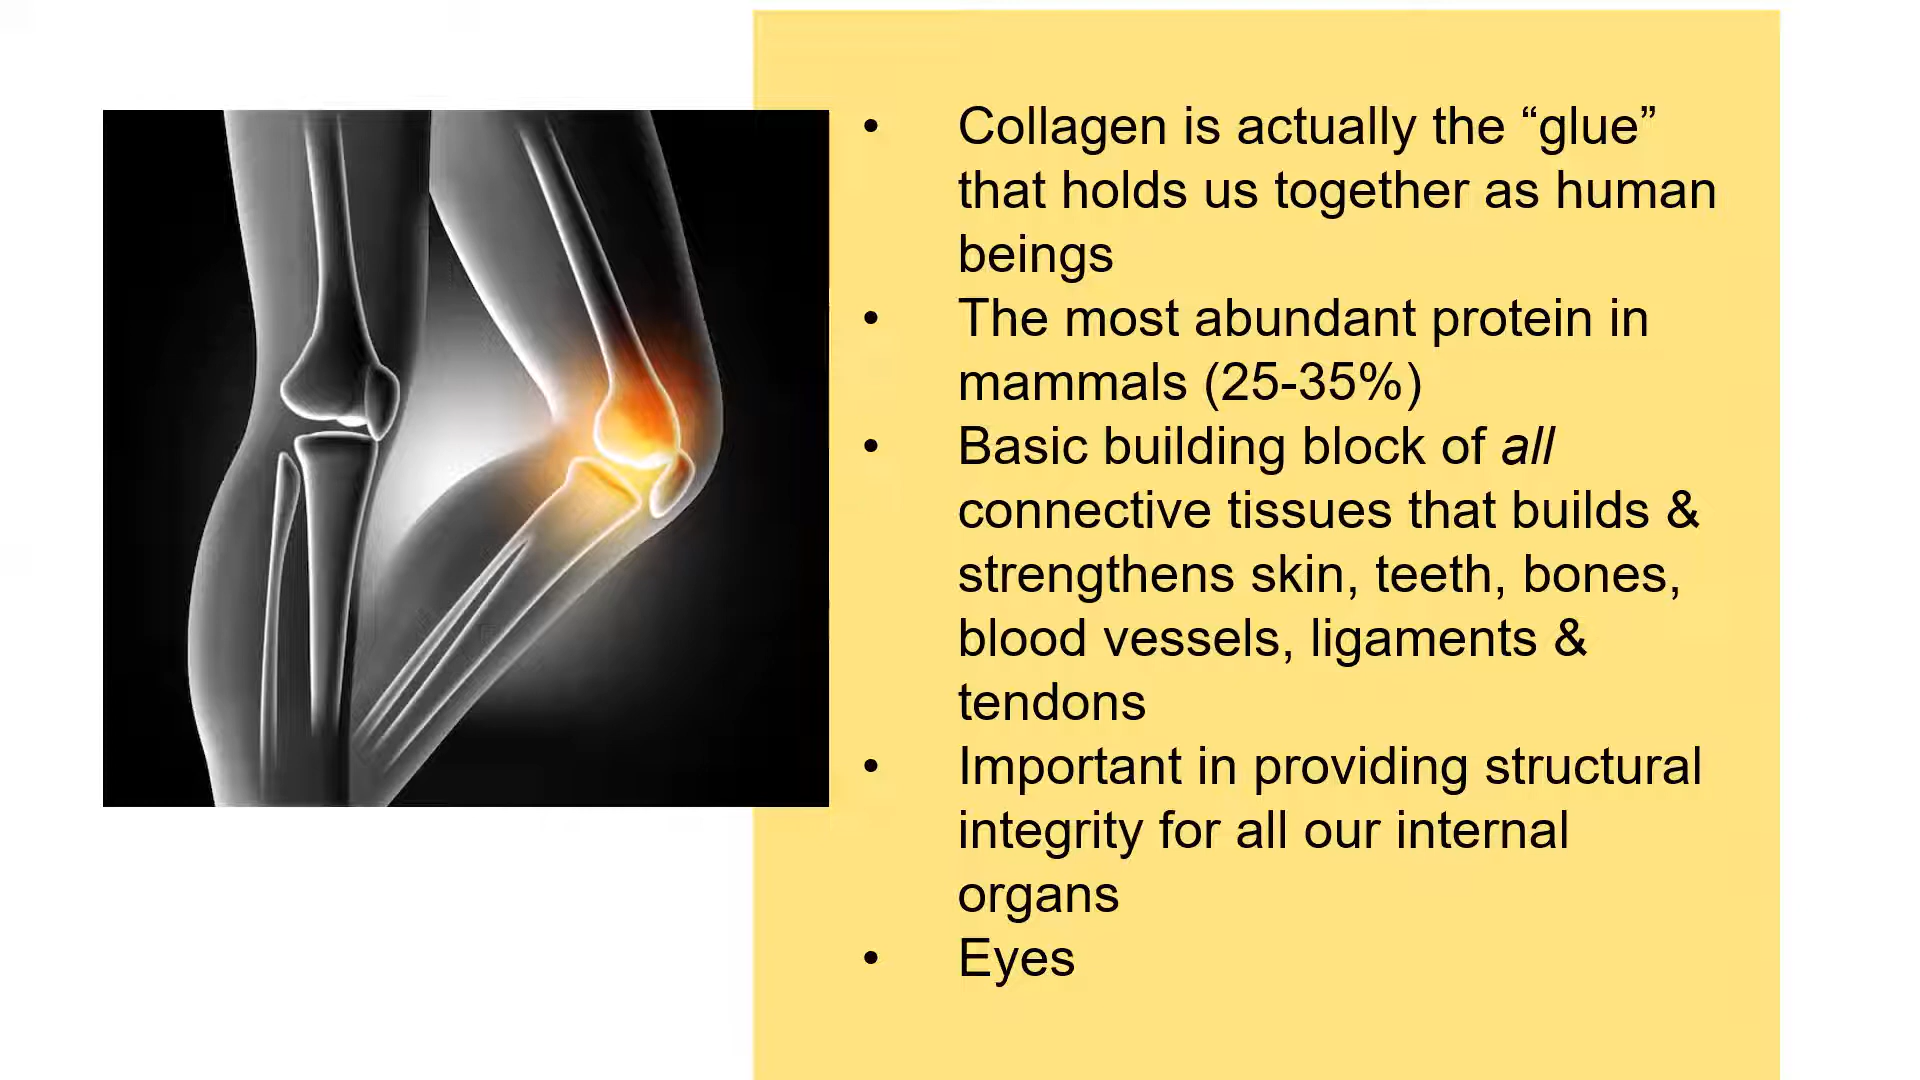 • Collagen is actually the “glue”
that holds us together as human
beings
• The most abundant protein in
mammals (25-35%)
• Basic building block of all
connective tissues that builds &
strengthens skin, teeth, bones,
blood vessels, ligaments &
tendons
• Important in providing structural
integrity for all our internal
organs
• Eyes